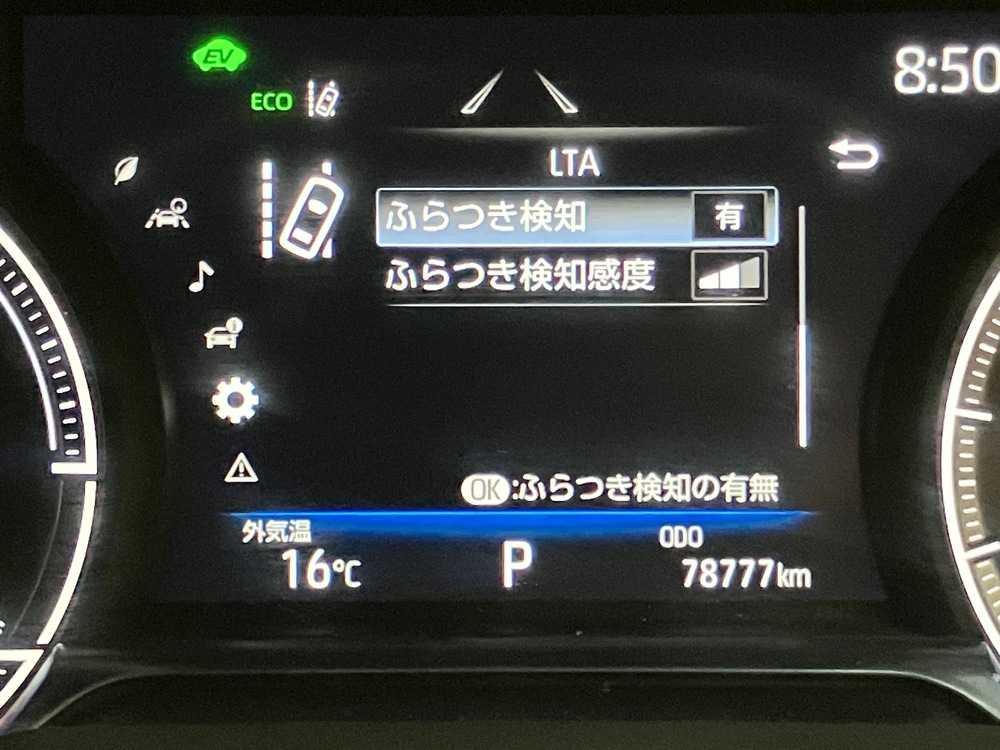 EV
8:50
ECO
LTA
ふらつき検知 有
ふらつき検知感度
OK:ふらつき検知の有無
外気温 ODO
16℃ P 78777km